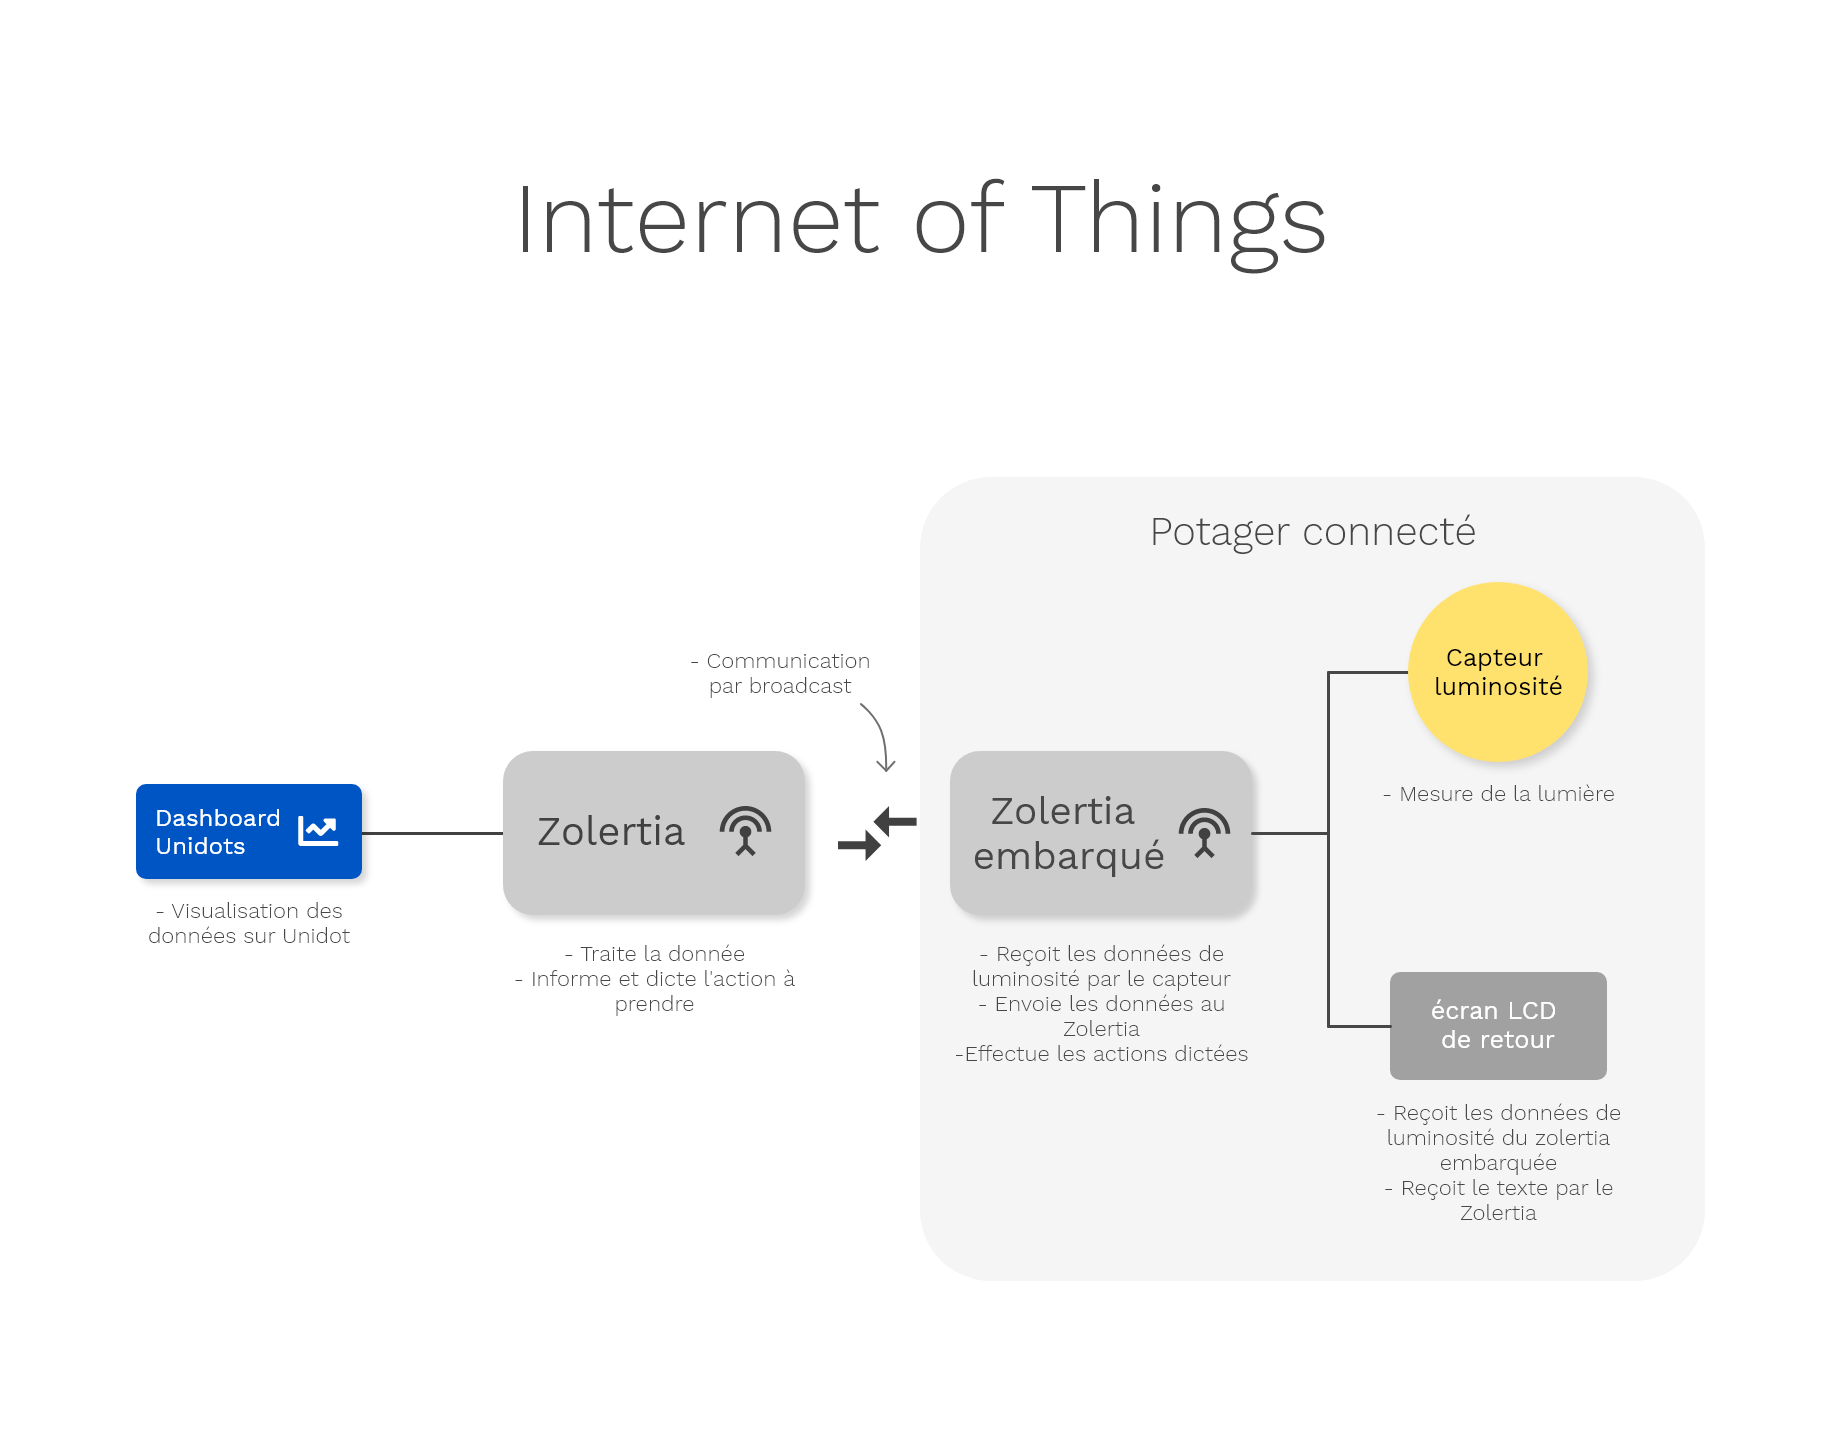 Internet of Things
Potager connecté
Capteur
luminosité
- Mesure de la lumière
- Communication
par broadcast
Dashboard
Unidots
- Visualisation des
données sur Unidot
Zolertia
- Traite la donnée
- Informe et dicte l'action à
prendre
Zolertia
embarqué
- Reçoit les données de
luminosité par le capteur
- Envoie les données au
Zolertia
-Effectue les actions dictées
écran LCD
de retour
- Reçoit les données de
luminosité du zolertia
embarquée
- Reçoit le texte par le
Zolertia